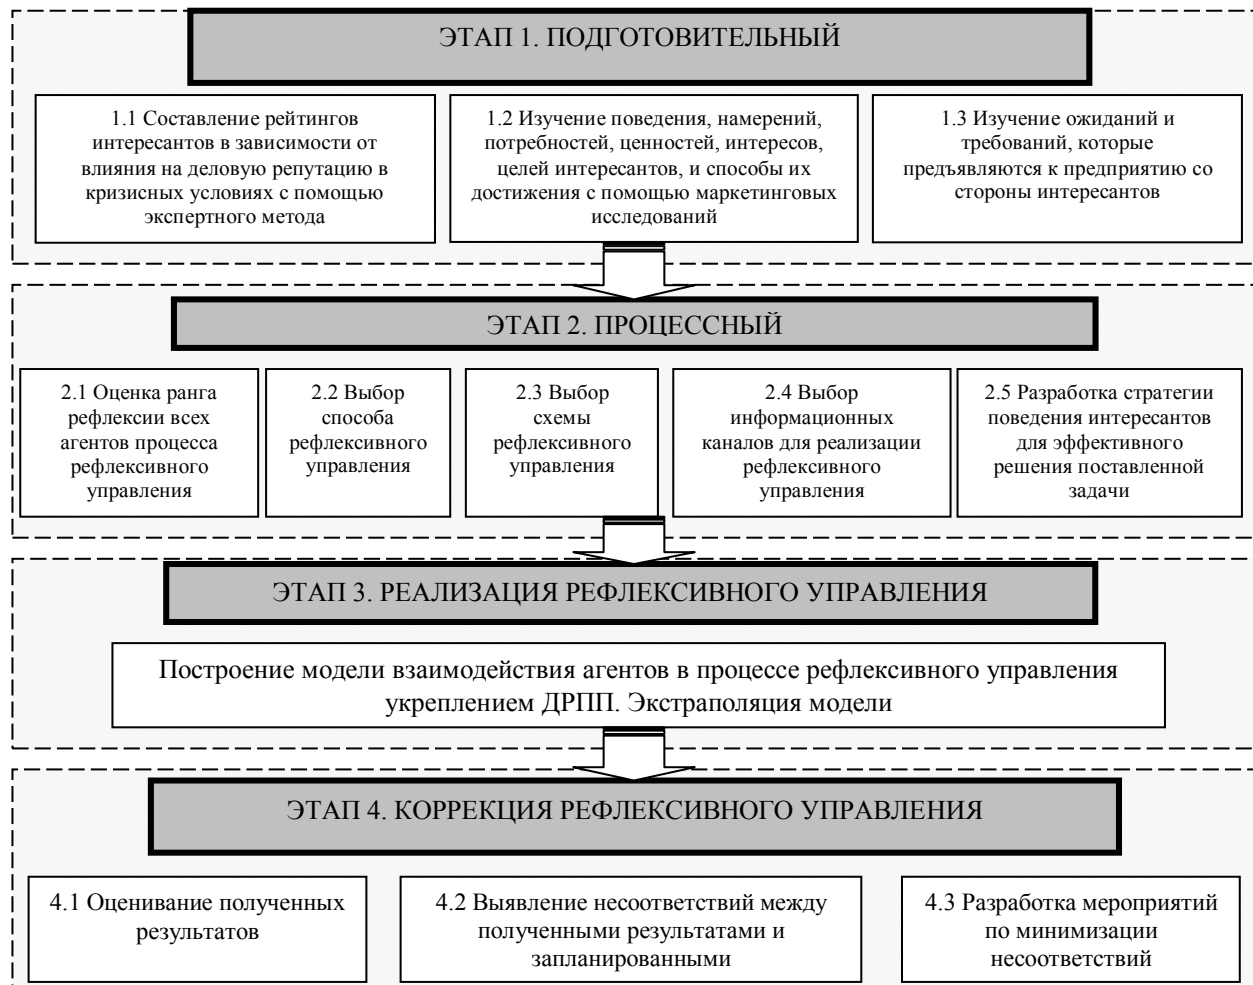 ЭТАП 1. ПОДГОТОВИТЕЛЬНЫЙ
1.1 Составление рейтингов
интересантов в зависимости от
влияния на деловую репутацию в
кризисных условиях с помощью
экспертного метода
1.2 Изучение поведения, намерений,
потребностей, ценностей, интересов,
целей интересантов, и способы их
достижения с помощью маркетинговых
исследований
1.3 Изучение ожиданий и
требований, которые
предъявляются к предприятию со
стороны интересантов
ЭТАП 2. ПРОЦЕССНЫЙ
2.1 Оценка ранга
рефлексии всех
агентов процесса
рефлексивного
управления
2.2 Выбор
способа
рефлексивного
управления
2.3 Выбор
схемы
рефлексивного
управления
2.4 Выбор
информационных
каналов для реализации
рефлексивного
управления
2.5 Разработка стратегии
поведения интересантов
для эффективного
решения поставленной
задачи
ЭТАП 3. РЕАЛИЗАЦИЯ РЕФЛЕКСИВНОГО УПРАВЛЕНИЯ
Построение модели взаимодействия агентов в процессе рефлексивного управления
укреплением ДРПП. Экстраполяция модели
ЭТАП 4. КОРРЕКЦИЯ РЕФЛЕКСИВНОГО УПРАВЛЕНИЯ
4.1 Оценивание полученных
результатов
4.2 Выявление несоответствий между
полученными результатами и
запланированными
4.3 Разработка мероприятий
по минимизации
несоответствий